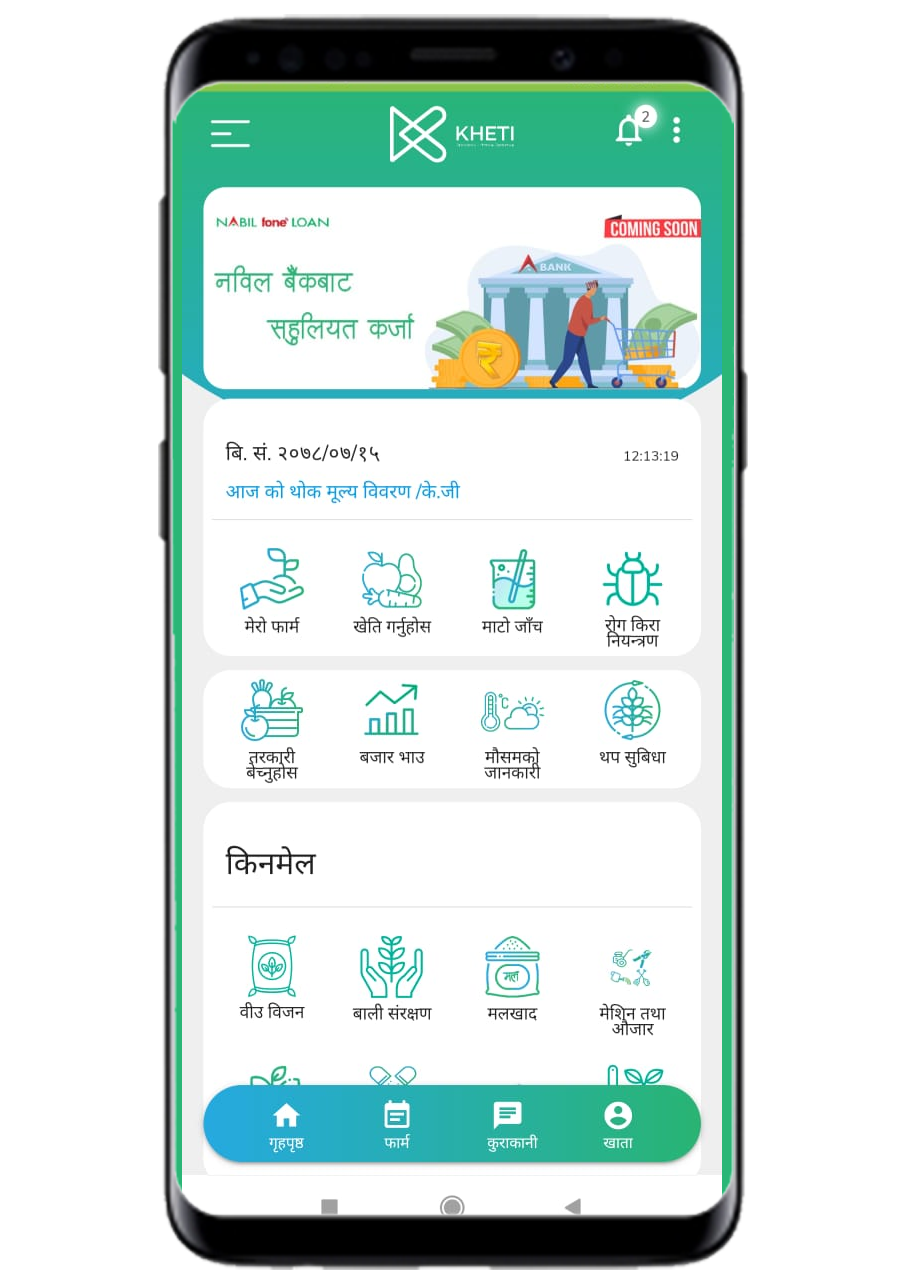 KHETI
2
NABIL fone LOAN
COMING SOON
नविल बैँकबाट
सहुलियत कर्जा
BANK
₹
बि. सं. २०७८/०७/१५
12:13:19
आज को थोक मूल्य विवरण /के.जी
मेरो फार्म
खेति गर्नुहोस
माटो जाँच
रोग किरा
नियन्त्रण
तरकारी
बेच्नुहोस
°C
बजार भाउ
मौसमको
जानकारी
थप सुबिधा
किनमेल
वीउ विजन
बाली संरक्षण
मल
मलखाद
मेशिन तथा
औजार
गृहपृष्ठ
फार्म
कुराकानी
खाता